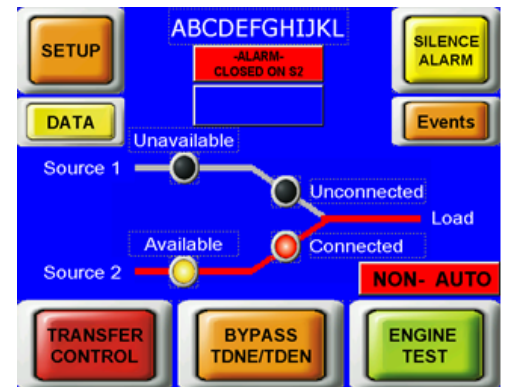 SETUP
ABCDEFGHIJKL
SILENCE
ALARM
-ALARM-
CLOSED ON S2
DATA
Events
Unavailable
Source 1
Unconnected
Load
Available
Connected
Source 2
NON- AUTO
TRANSFER
CONTROL
BYPASS
TDNE/TDEN
ENGINE
TEST